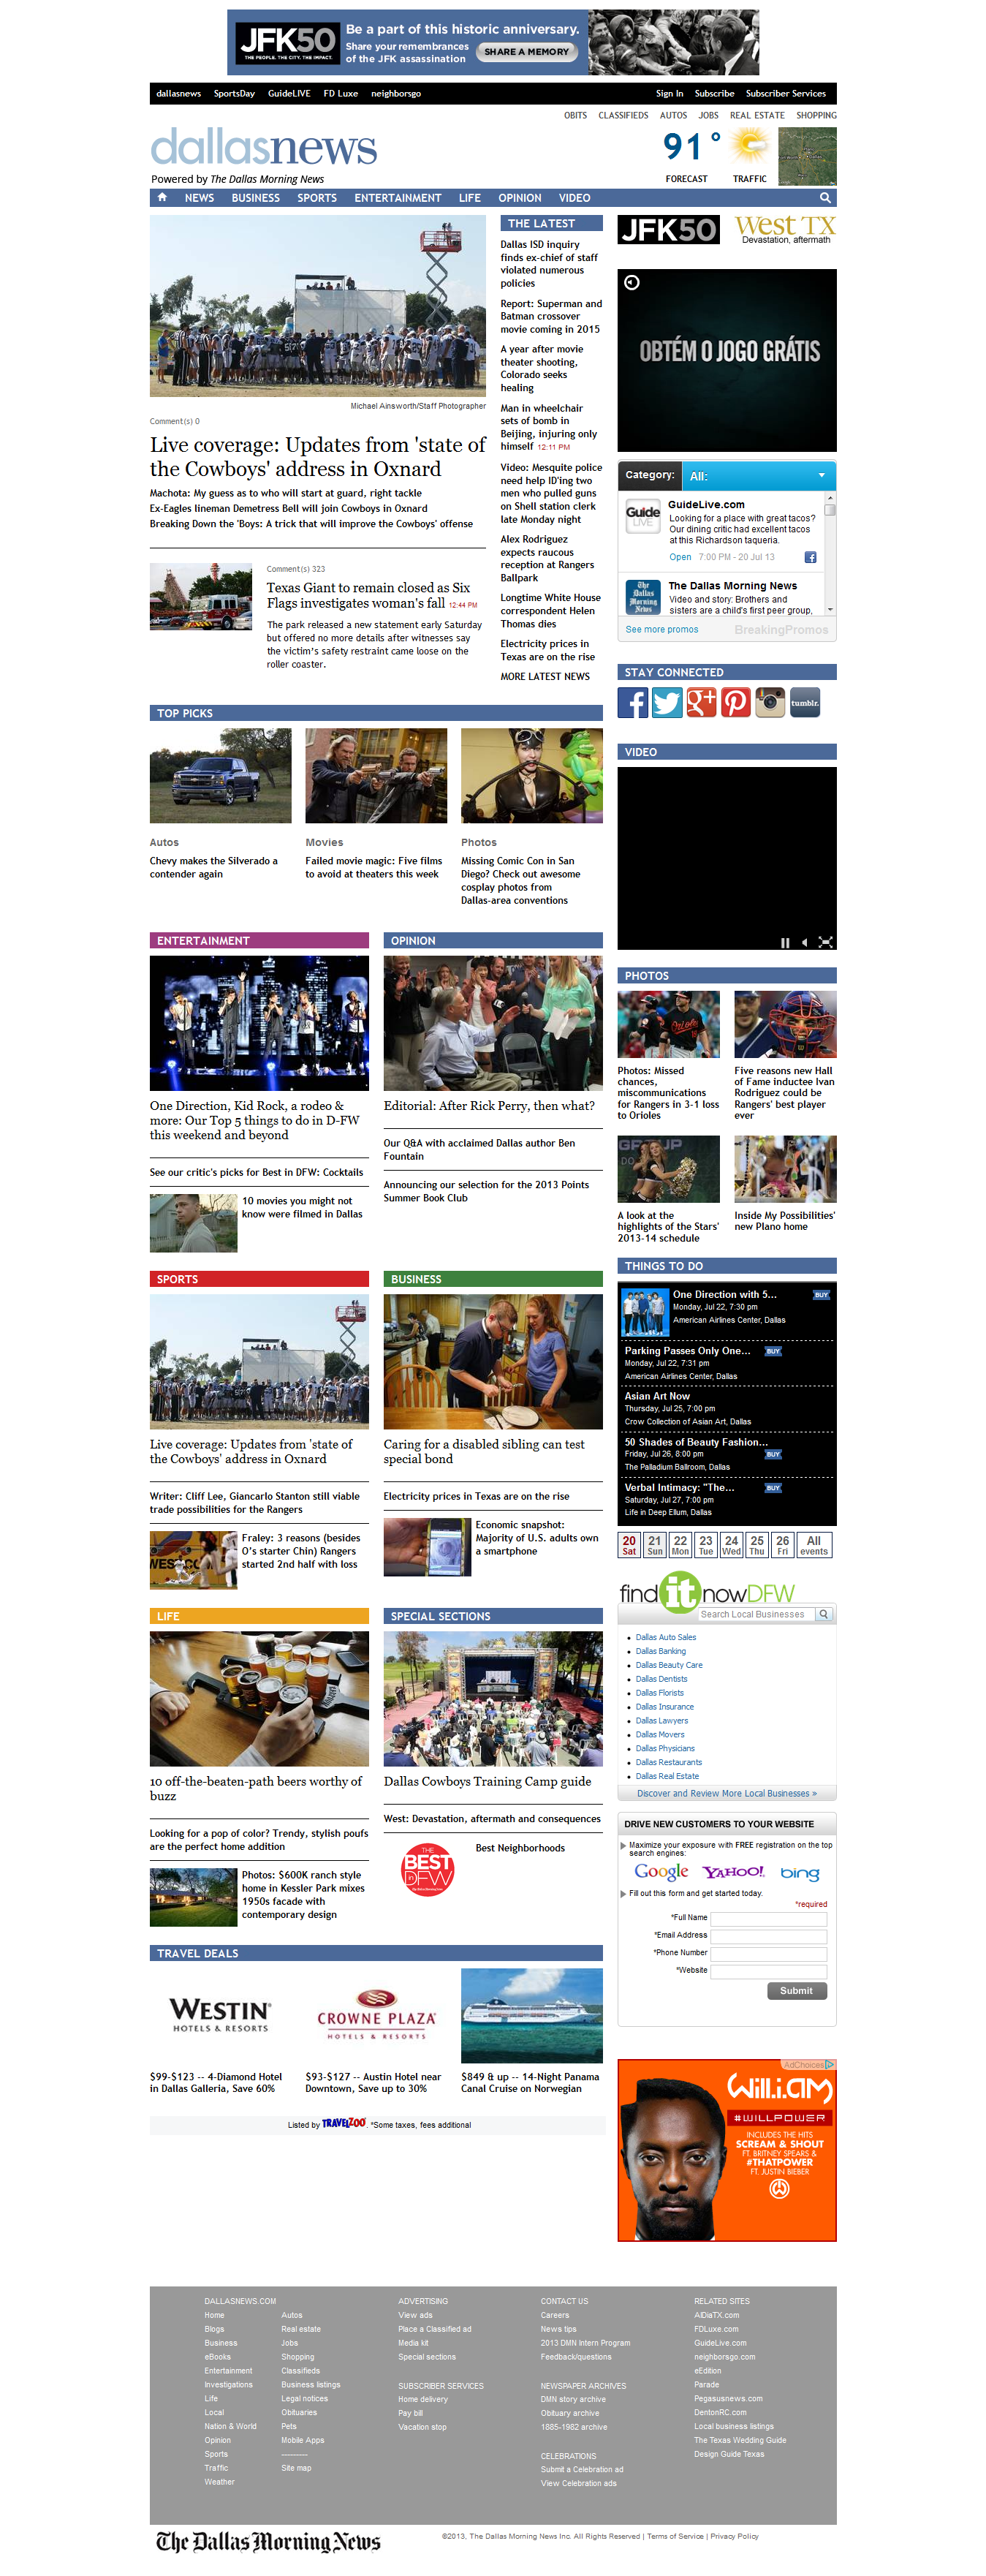 JFK50
THE PEOPLE. THE CITY. THE IMPACT.
Be a part of this historic anniversary.
Share your remembrances
of the JFK assassination
SHARE A MEMORY
dallasnews SportsDay GuideLIVE FD Luxe neighborsgo Sign In Subscribe Subscriber Services
OBITS CLASSIFIEDS AUTOS JOBS REAL ESTATE SHOPPING
dallasnews
Powered by The Dallas Morning News
91°
FORECAST TRAFFIC
NEWS BUSINESS SPORTS ENTERTAINMENT LIFE OPINION VIDEO
Michael Ainsworth/Staff Photographer
Comment(s) 0
Live coverage: Updates from 'state of
the Cowboys' address in Oxnard
Machota: My guess as to who will start at guard, right tackle
Ex-Eagles lineman Demetress Bell will join Cowboys in Oxnard
Breaking Down the 'Boys: A trick that will improve the Cowboys' offense
Comment(s) 323
Texas Giant to remain closed as Six
Flags investigates woman's fall 12:44 PM
The park released a new statement early Saturday
but offered no more details after witnesses say
the victim's safety restraint came loose on the
roller coaster.
THE LATEST
Dallas ISD inquiry
finds ex-chief of staff
violated numerous
policies
Report: Superman and
Batman crossover
movie coming in 2015
A year after movie
theater shooting,
Colorado seeks
healing
Man in wheelchair
sets of bomb in
Beijing, injuring only
himself 12:11 PM
Video: Mesquite police
need help ID'ing two
men who pulled guns
on Shell station clerk
late Monday night
Alex Rodriguez
expects raucous
reception at Rangers
Ballpark
Longtime White House
correspondent Helen
Thomas dies
Electricity prices in
Texas are on the rise
MORE LATEST NEWS
JFK50
West TX
Devastation, aftermath
OBTÉM O JOGO GRÁTIS
Category: All:
Guide
LIVE
GuideLive.com
Looking for a place with great tacos?
Our dining critic had excellent tacos
at this Richardson taqueria.
Open 7:00 PM - 20 Jul 13
The
Dallas
Morning
News
The Dallas Morning News
Video and story: Brothers and
sisters are a child's first peer group,
See more promos BreakingPromos
STAY CONNECTED
tumblr.
VIDEO
TOP PICKS
Autos
Chevy makes the Silverado a
contender again
Movies
Failed movie magic: Five films
to avoid at theaters this week
Photos
Missing Comic Con in San
Diego? Check out awesome
cosplay photos from
Dallas-area conventions
ENTERTAINMENT
One Direction, Kid Rock, a rodeo &
more: Our Top 5 things to do in D-FW
this weekend and beyond
See our critic's picks for Best in DFW: Cocktails
10 movies you might not
know were filmed in Dallas
OPINION
Editorial: After Rick Perry, then what?
Our Q&A with acclaimed Dallas author Ben
Fountain
Announcing our selection for the 2013 Points
Summer Book Club
PHOTOS
Photos: Missed
chances,
miscommunications
for Rangers in 3-1 loss
to Orioles
Five reasons new Hall
of Fame inductee Ivan
Rodriguez could be
Rangers' best player
ever
A look at the
highlights of the Stars'
2013-14 schedule
Inside My Possibilities'
new Plano home
SPORTS
Live coverage: Updates from 'state of
the Cowboys' address in Oxnard
Writer: Cliff Lee, Giancarlo Stanton still viable
trade possibilities for the Rangers
Fraley: 3 reasons (besides
O's starter Chin) Rangers
started 2nd half with loss
BUSINESS
Caring for a disabled sibling can test
special bond
Electricity prices in Texas are on the rise
Economic snapshot:
Majority of U.S. adults own
a smartphone
THINGS TO DO
One Direction with 5... BUY
Monday, Jul 22, 7:30 pm
American Airlines Center, Dallas
Parking Passes Only One... BUY
Monday, Jul 22, 7:31 pm
American Airlines Center, Dallas
Asian Art Now
Thursday, Jul 25, 7:00 pm
Crow Collection of Asian Art, Dallas
50 Shades of Beauty Fashion...
Friday, Jul 26, 8:00 pm BUY
The Palladium Ballroom, Dallas
Verbal Intimacy: "The... BUY
Saturday, Jul 27, 7:00 pm
Life in Deep Ellum, Dallas
20 21 22 23 24 25 26 All
Sat Sun Mon Tue Wed Thu Fri events
find it now DFW
Search Local Businesses
Dallas Auto Sales
Dallas Banking
Dallas Beauty Care
Dallas Dentists
Dallas Florists
Dallas Insurance
Dallas Lawyers
Dallas Movers
Dallas Physicians
Dallas Restaurants
Dallas Real Estate
Discover and Review More Local Businesses »
LIFE
10 off-the-beaten-path beers worthy of
buzz
Looking for a pop of color? Trendy, stylish poufs
are the perfect home addition
Photos: $600K ranch style
home in Kessler Park mixes
1950s facade with
contemporary design
SPECIAL SECTIONS
Dallas Cowboys Training Camp guide
West: Devastation, aftermath and consequences
THE
BEST
DFW
Best Neighborhoods
DRIVE NEW CUSTOMERS TO YOUR WEBSITE
Maximize your exposure with FREE registration on the top
search engines:
Google YAHOO! bing
Fill out this form and get started today.
*required
*Full Name
*Email Address
*Phone Number
*Website
Submit
TRAVEL DEALS
WESTIN
HOTELS & RESORTS
CROWNE PLAZA
HOTELS & RESORTS
$99-$123 -- 4-Diamond Hotel
in Dallas Galleria, Save 60%
$93-$127 -- Austin Hotel near
Downtown, Save up to 30%
$849 & up -- 14-Night Panama
Canal Cruise on Norwegian
Listed by TRAVELZOO. *Some taxes, fees additional
AdChoices
will.i.am
#WILLPOWER
INCLUDES THE HITS
SCREAM & SHOUT
FT. BRITNEY SPEARS &
#THATPOWER
FT. JUSTIN BIEBER
DALLASNEWS.COM
Home
Blogs
Business
eBooks
Entertainment
Investigations
Life
Local
Nation & World
Opinion
Sports
Traffic
Weather
Autos
Real estate
Jobs
Shopping
Classifieds
Business listings
Legal notices
Obituaries
Pets
Mobile Apps
----------
Site map
ADVERTISING
View ads
Place a Classified ad
Media kit
Special sections
SUBSCRIBER SERVICES
Home delivery
Pay bill
Vacation stop
CONTACT US
Careers
News tips
2013 DMN Intern Program
Feedback/questions
NEWSPAPER ARCHIVES
DMN story archive
Obituary archive
1885-1982 archive
CELEBRATIONS
Submit a Celebration ad
View Celebration ads
RELATED SITES
AlDiaTX.com
FDLuxe.com
GuideLive.com
neighborsgo.com
eEdition
Parade
Pegasusnews.com
DentonRC.com
Local business listings
The Texas Wedding Guide
Design Guide Texas
The Dallas Morning News
©2013, The Dallas Morning News Inc. All Rights Reserved | Terms of Service | Privacy Policy